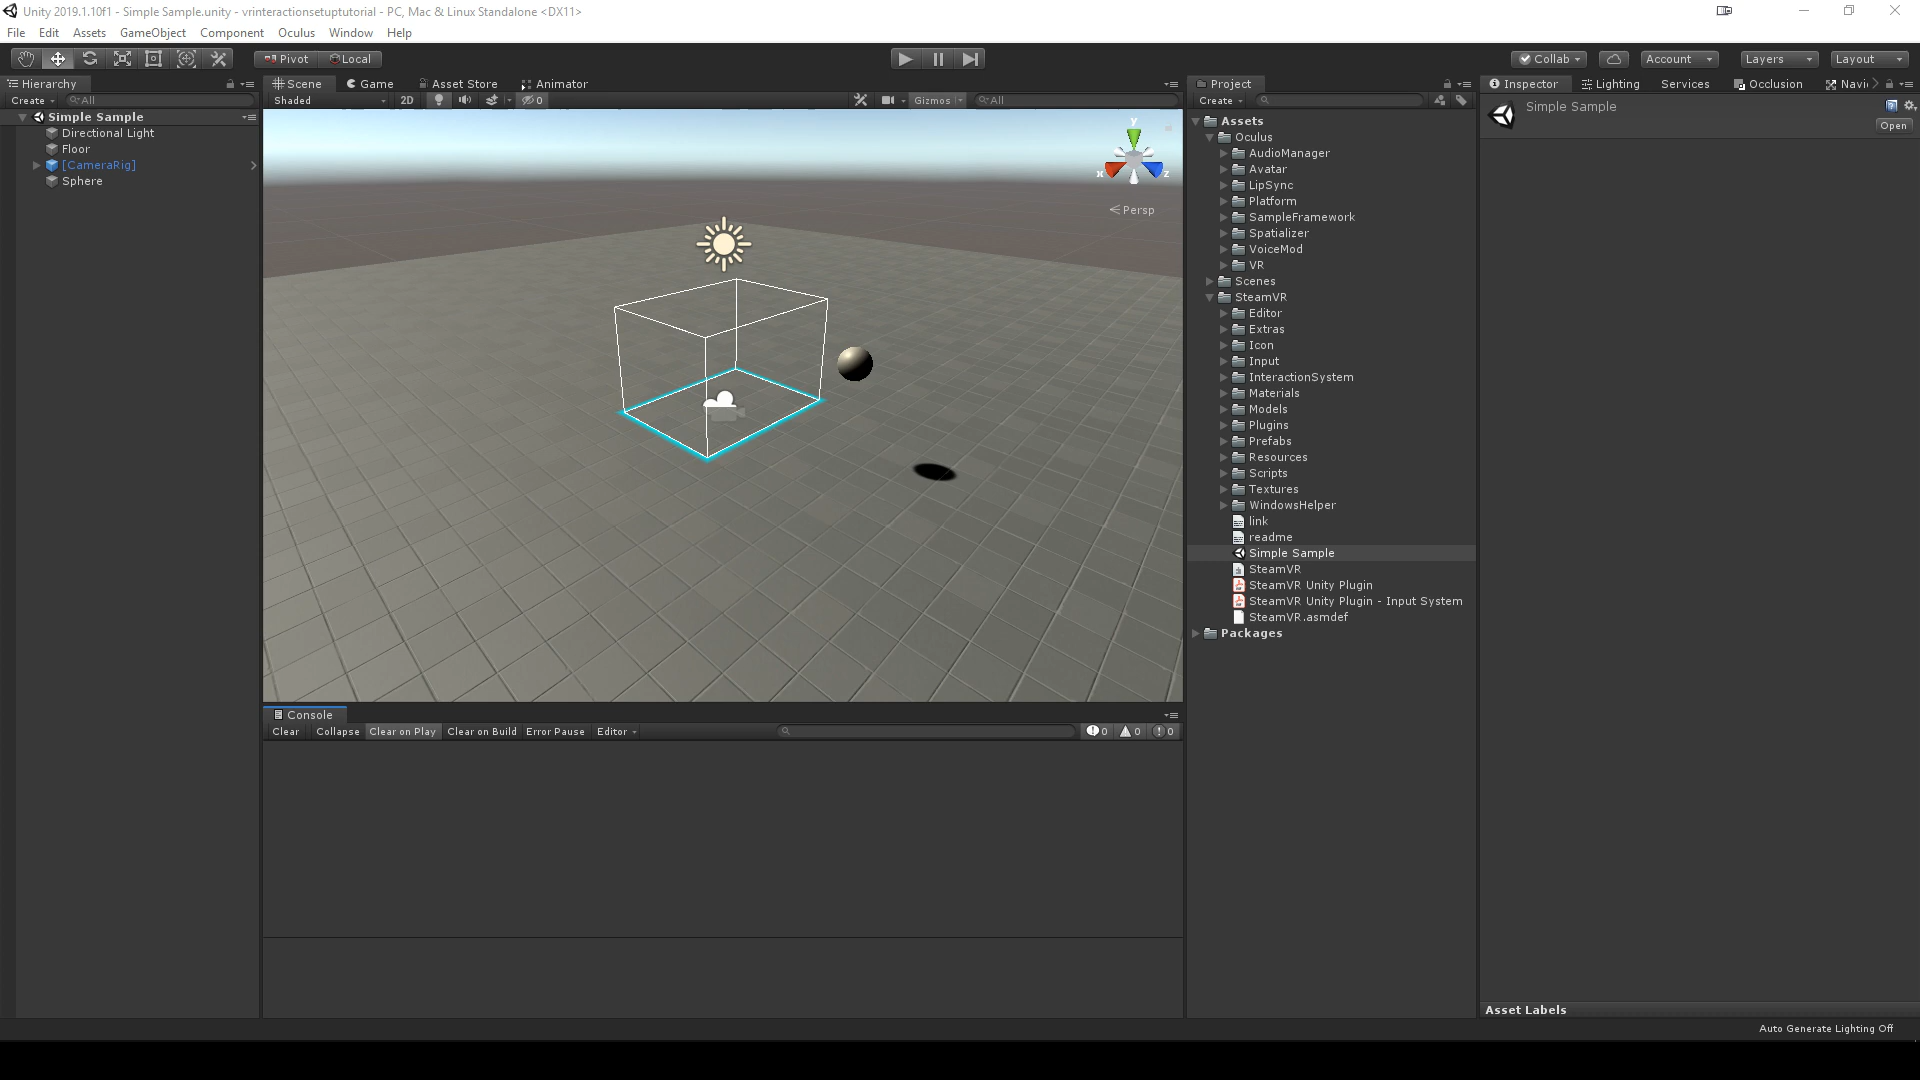 Unity 2019.1.10f1 - Simple Sample.unity - vrinteractionsetuptutorial - PC, Mac & Linux Standalone <DX11>
File Edit Assets GameObject Component Oculus Window Help
Pivot Local Collab Account Layers Layout
Hierarchy
Create All
Simple Sample
Directional Light
Floor
[CameraRig]
Sphere
Scene Game Asset Store Animator
Shaded 2D 0 Gizmos All
y
x z
Persp
Console
Clear Collapse Clear on Play Clear on Build Error Pause Editor 0 0 0
Project
Create
Assets
Oculus
AudioManager
Avatar
LipSync
Platform
SampleFramework
Spatializer
VoiceMod
VR
Scenes
SteamVR
Editor
Extras
Icon
Input
InteractionSystem
Materials
Models
Plugins
Prefabs
Resources
Scripts
Textures
WindowsHelper
link
readme
Simple Sample
SteamVR
SteamVR Unity Plugin
SteamVR Unity Plugin - Input System
SteamVR.asmdef
Packages
Inspector Lighting Services Occlusion Navi
Simple Sample
Open
Asset Labels
Auto Generate Lighting Off